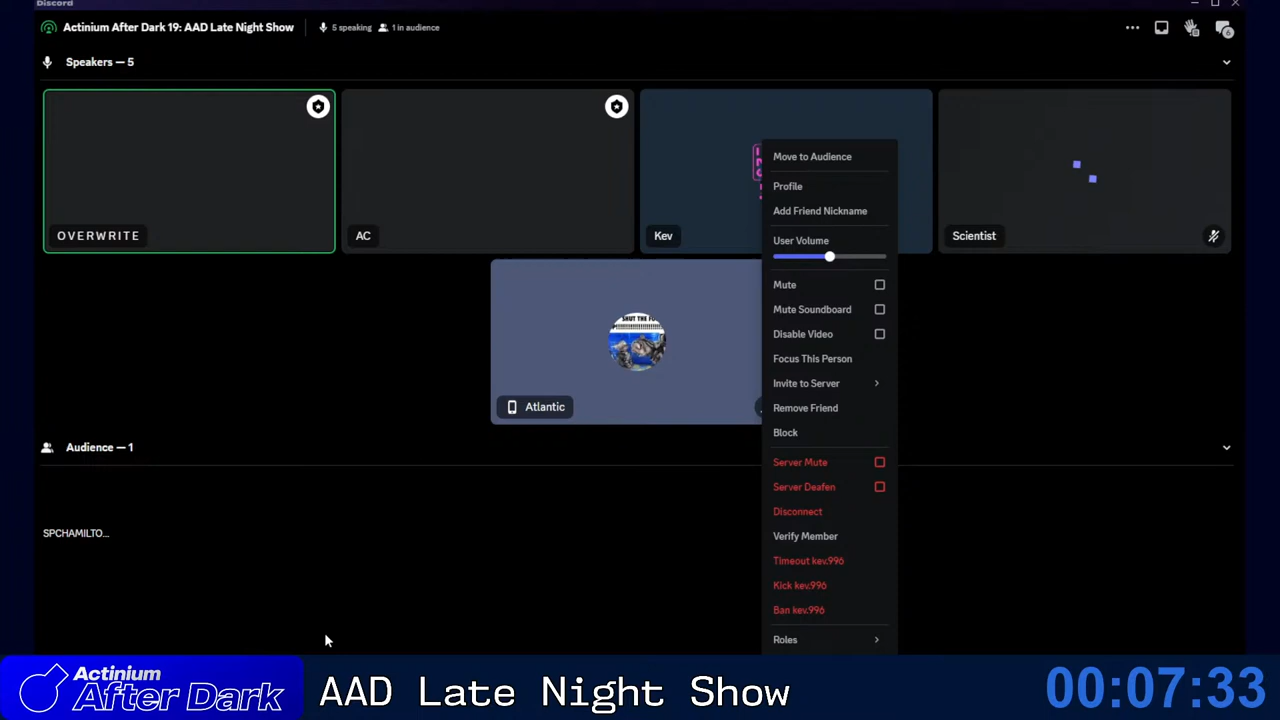 Discord
Actinium After Dark 19: AAD Late Night Show
5 speaking
1 in audience
6
Speakers — 5
OVERWRITE
AC
Kev
Scientist
SHUT THE
Atlantic
Move to Audience
Profile
Add Friend Nickname
User Volume
Mute
Mute Soundboard
Disable Video
Focus This Person
Invite to Server
Remove Friend
Block
Server Mute
Server Deafen
Disconnect
Verify Member
Timeout kev.996
Kick kev.996
Ban kev.996
Roles
Audience — 1
SPCHAMILTO...
Actinium
After Dark
AAD Late Night Show
00:07:33